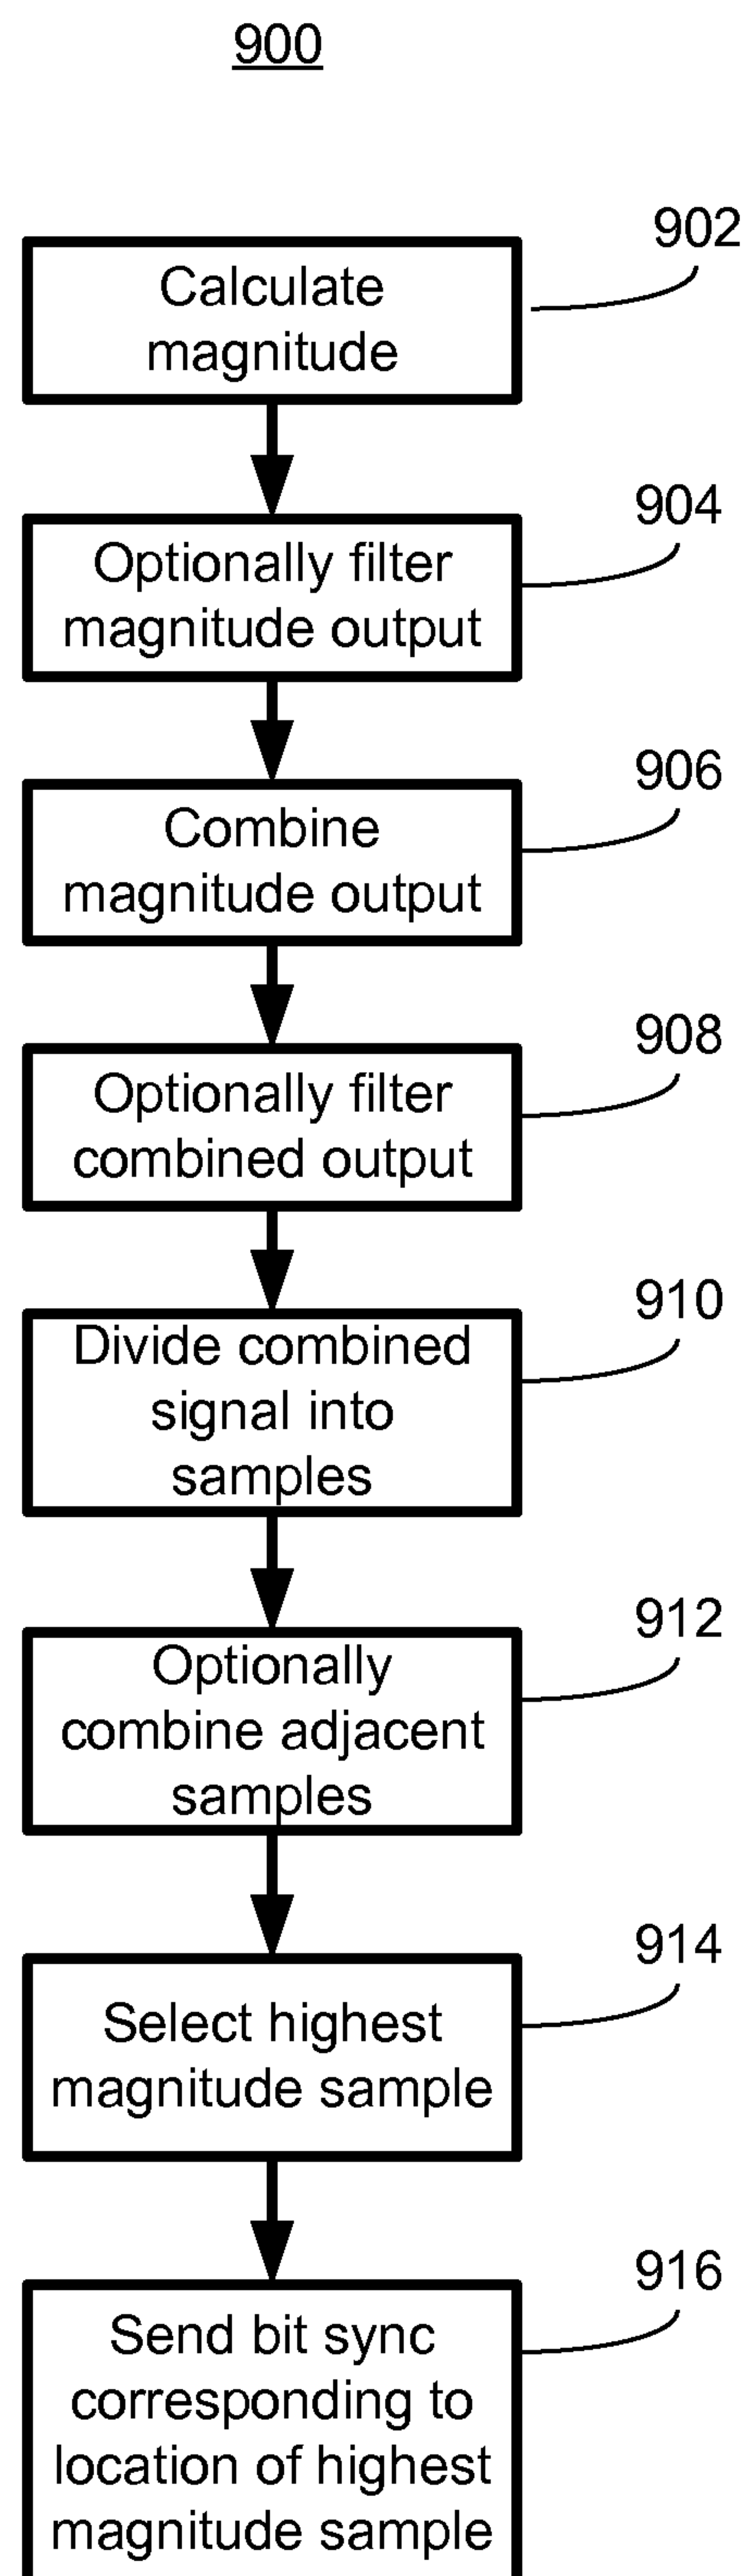 900
902
Calculate
magnitude
904
Optionally filter
magnitude output
906
Combine
magnitude output
908
Optionally filter
combined output
910
Divide combined
signal into
samples
912
Optionally
combine adjacent
samples
914
Select highest
magnitude sample
916
Send bit sync
corresponding to
location of highest
magnitude sample